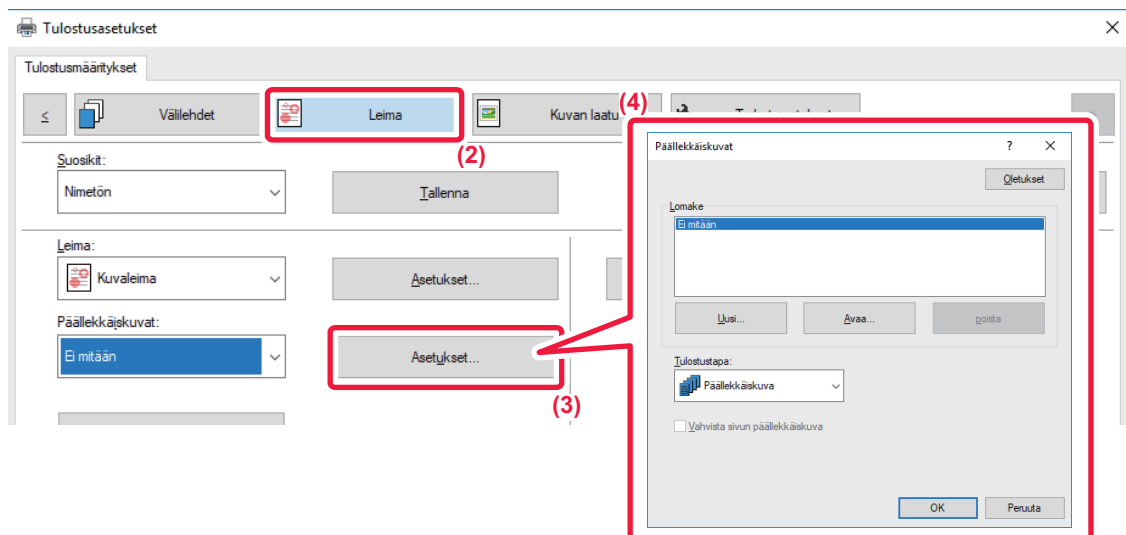 Tulostusasetukset
Tulostusmääritykset
<
Välilehdet
Leima
Kuvan laatu
(4)
(2)
Suosikit:
Nimetön
Tallenna
Leima:
Kuvaleima
Asetukset...
Päällekkäiskuvat:
Ei mitään
Asetukset...
(3)
Päällekkäiskuvat
?
Oletukset
Lomake
Ei mitään
Uusi...
Avaa...
poista
Tulostustapa:
Päällekkäiskuva
Vahvista sivun päällekkäiskuva
OK
Peruuta